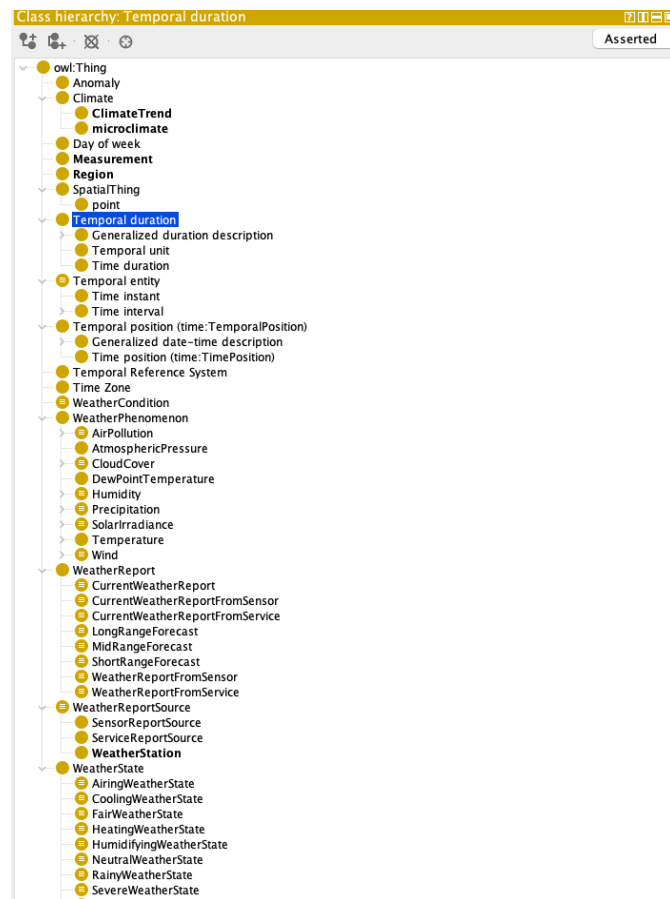 Class hierarchy: Temporal duration
Asserted
owl:Thing
Anomaly
Climate
ClimateTrend
microclimate
Day of week
Measurement
Region
SpatialThing
point
Temporal duration
Generalized duration description
Temporal unit
Time duration
Temporal entity
Time instant
Time interval
Temporal position (time:TemporalPosition)
Generalized date-time description
Time position (time:TimePosition)
Temporal Reference System
Time Zone
WeatherCondition
WeatherPhenomenon
AirPollution
AtmosphericPressure
CloudCover
DewPointTemperature
Humidity
Precipitation
SolarIrradiance
Temperature
Wind
WeatherReport
CurrentWeatherReport
CurrentWeatherReportFromSensor
CurrentWeatherReportFromService
LongRangeForecast
MidRangeForecast
ShortRangeForecast
WeatherReportFromSensor
WeatherReportFromService
WeatherReportSource
SensorReportSource
ServiceReportSource
WeatherStation
WeatherState
AiringWeatherState
CoolingWeatherState
FairWeatherState
HeatingWeatherState
HumidifyingWeatherState
NeutralWeatherState
RainyWeatherState
SevereWeatherState